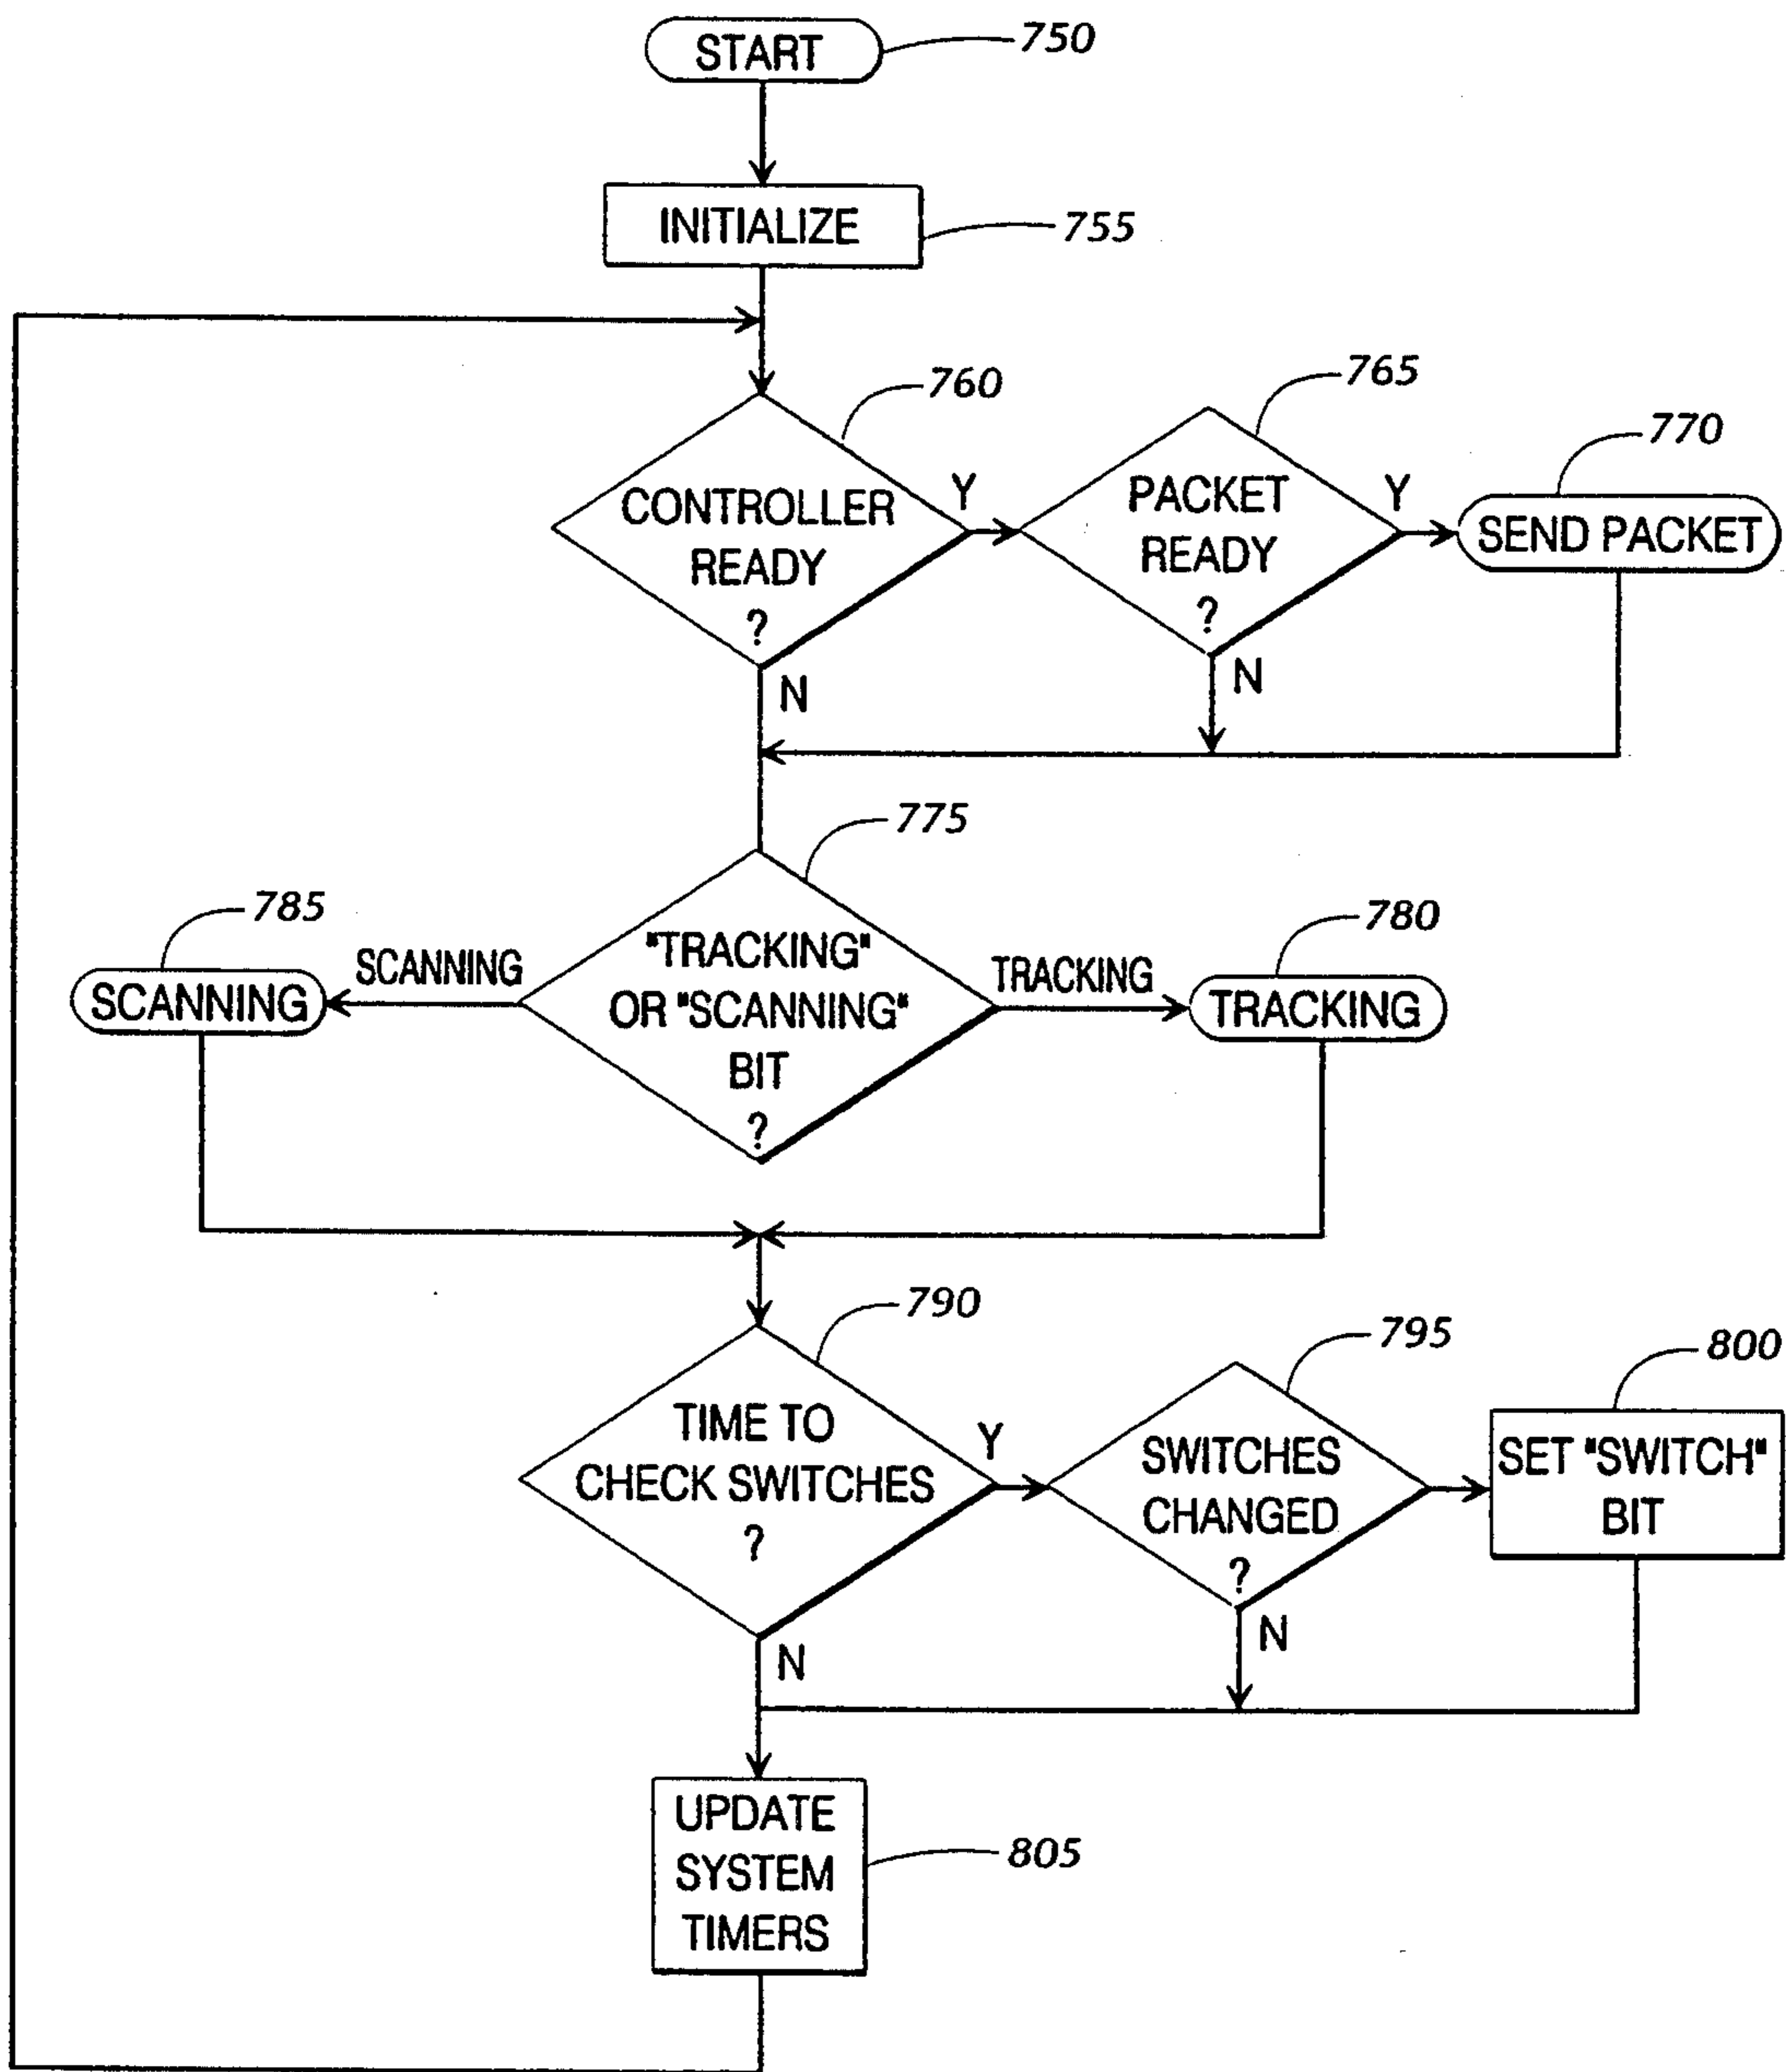 START
750
INITIALIZE
755
760
765
770
CONTROLLER
READY
?
Y
PACKET
READY
?
Y
SEND PACKET
N
N
775
785
780
SCANNING
SCANNING
"TRACKING"
OR "SCANNING"
BIT
?
TRACKING
TRACKING
790
795
800
TIME TO
CHECK SWITCHES
?
Y
SWITCHES
CHANGED
?
SET "SWITCH"
BIT
N
N
UPDATE
SYSTEM
TIMERS
805